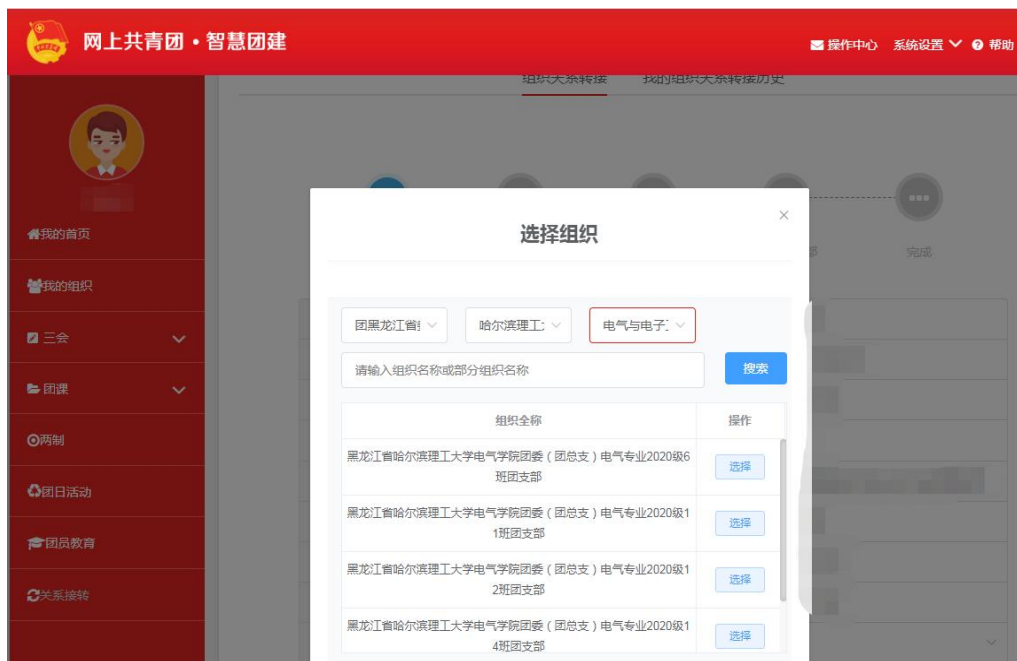 网上共青团·智慧团建
操作中心 系统设置 帮助
组织关系转接 我的组织关系转接历史
选择组织
我的首页
完成
我的组织
团黑龙江省 哈尔滨理工 电气与电子
三会
请输入组织名称或部分组织名称 搜索
团课
组织全称 操作
两制
黑龙江省哈尔滨理工大学电气学院团委(团总支)电气专业2020级6
班团支部
选择
团日活动
黑龙江省哈尔滨理工大学电气学院团委(团总支)电气专业2020级1
1班团支部
选择
团员教育
黑龙江省哈尔滨理工大学电气学院团委(团总支)电气专业2020级1
2班团支部
选择
关系接转
黑龙江省哈尔滨理工大学电气学院团委(团总支)电气专业2020级1
4班团支部
选择